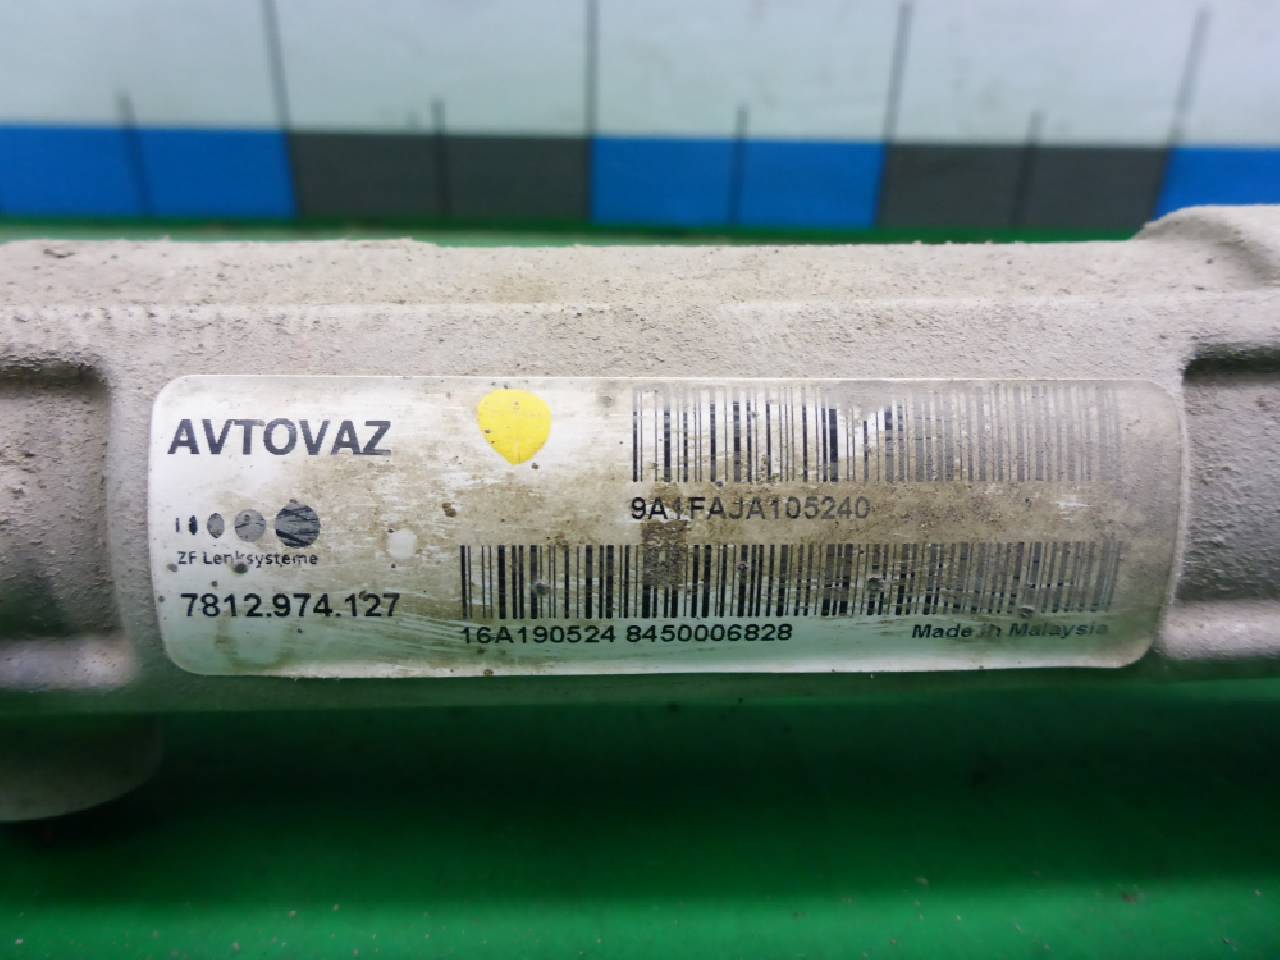 AVTOVAZ
9A1FAJA105240
ZF Lenksysteme
7812.974.127
16A190524 8450006828
Made in Malaysia